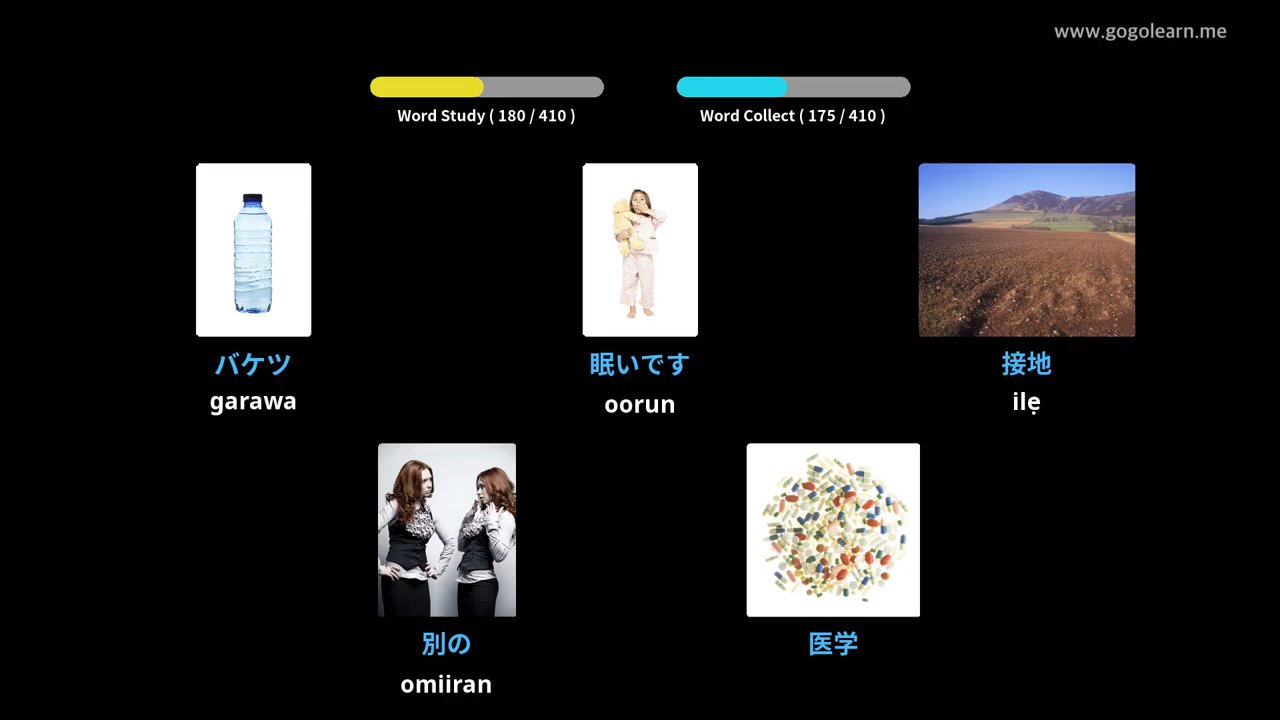 www.gogolearn.me
Word Study ( 180 / 410 )
Word Collect ( 175 / 410 )
バケツ
garawa
眠いです
oorun
接地
ilẹ
別の
omiiran
医学